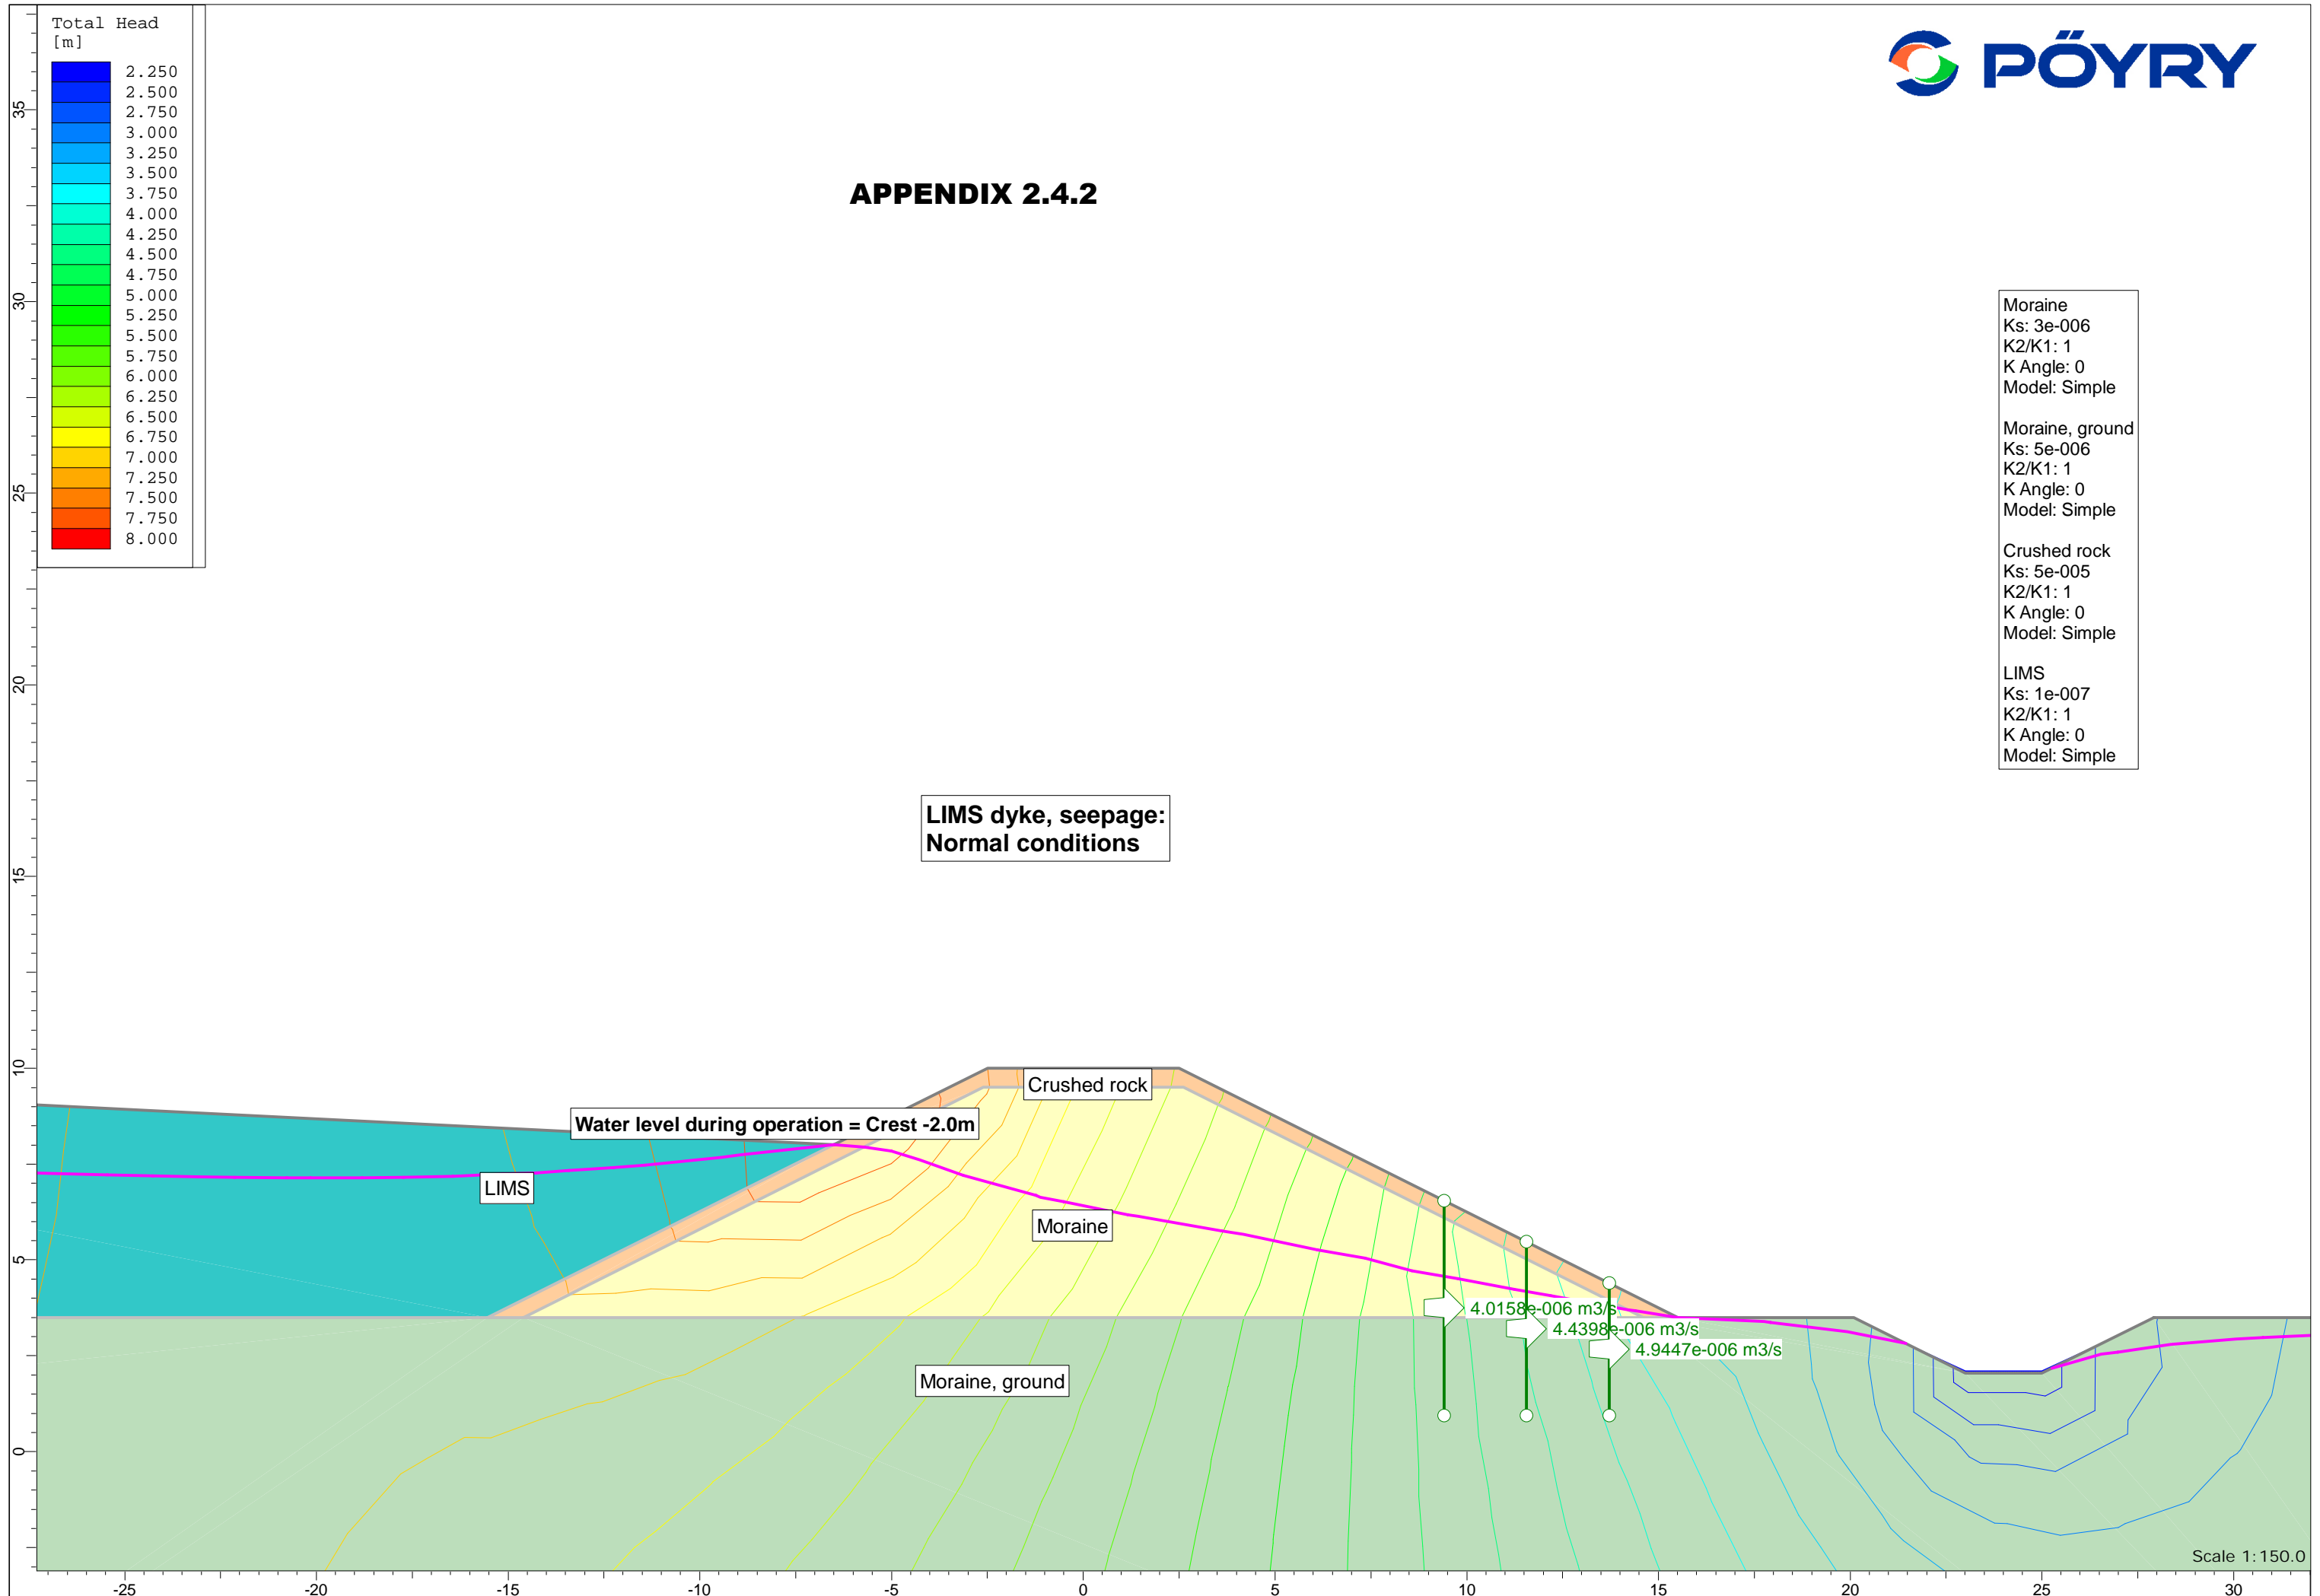 Total Head
[m]
2.250
2.500
2.750
3.000
3.250
3.500
3.750
4.000
4.250
4.500
4.750
5.000
5.250
5.500
5.750
6.000
6.250
6.500
6.750
7.000
7.250
7.500
7.750
8.000
PÖYRY
APPENDIX 2.4.2
Moraine
Ks: 3e-006
K2/K1: 1
K Angle: 0
Model: Simple
Moraine, ground
Ks: 5e-006
K2/K1: 1
K Angle: 0
Model: Simple
Crushed rock
Ks: 5e-005
K2/K1: 1
K Angle: 0
Model: Simple
LIMS
Ks: 1e-007
K2/K1: 1
K Angle: 0
Model: Simple
LIMS dyke, seepage:
Normal conditions
Crushed rock
Water level during operation = Crest -2.0m
LIMS
Moraine
4.0158e-006 m3/s
4.4398e-006 m3/s
4.9447e-006 m3/s
Moraine, ground
Scale 1:150.0
35
30
25
20
15
10
5
0
-25
-20
-15
-10
-5
0
5
10
15
20
25
30